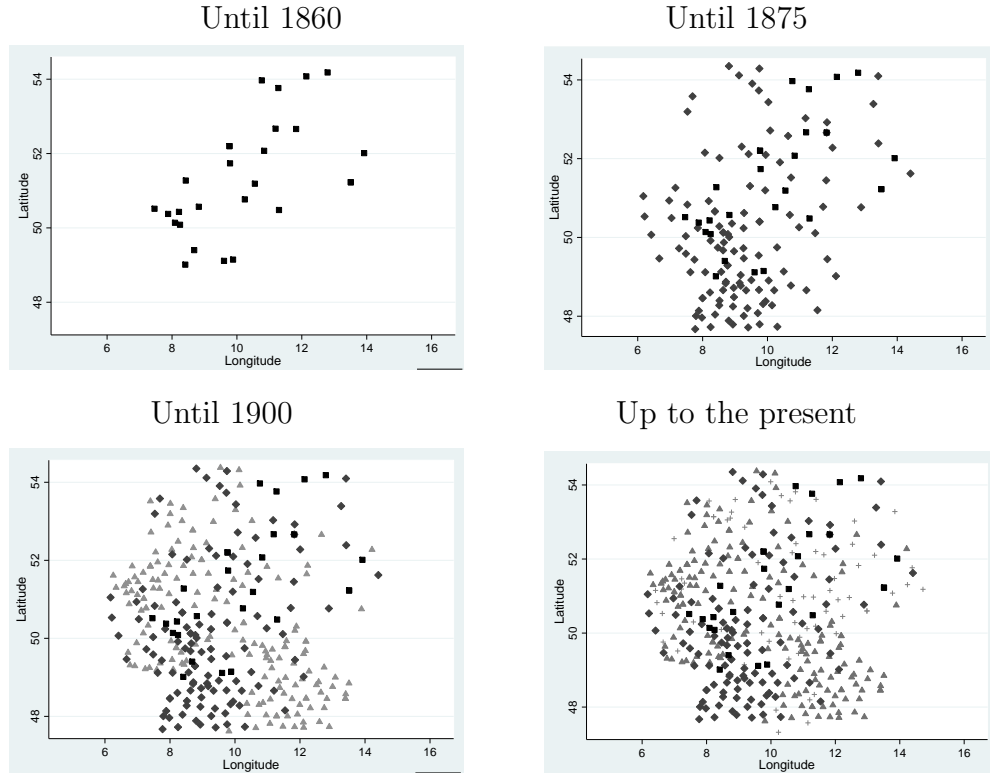 Until 1860
Until 1875
54
52
50
48
Latitude
6 8 10 12 14 16
Longitude
54
52
50
48
Latitude
6 8 10 12 14 16
Longitude
Until 1900
Up to the present
54
52
50
48
Latitude
6 8 10 12 14 16
Longitude
54
52
50
48
Latitude
6 8 10 12 14 16
Longitude